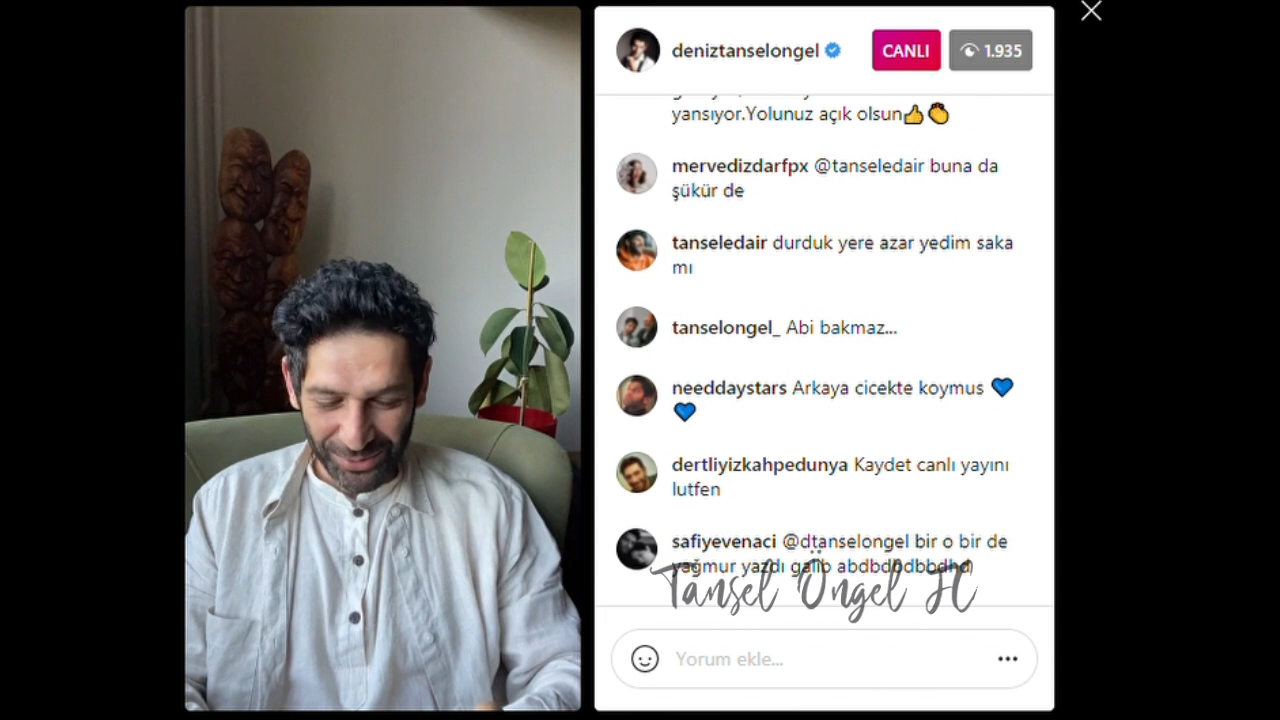 deniztanselongel
CANLI
1.935
yansıyor.Yolunuz açık olsun👍👏
mervedizdarfpx @tanseledair buna da
şükür de
tanseledair durduk yere azar yedim saka
mı
tanselongel_ Abi bakmaz...
needdaystars Arkaya cicekte koymus 💙
💙
dertliyizkahpedunya Kaydet canlı yayını
lutfen
safiyevenaci @dtanselongel bir o bir de
yağmur yazdı galib
Tansel Öngel FC
Yorum ekle...